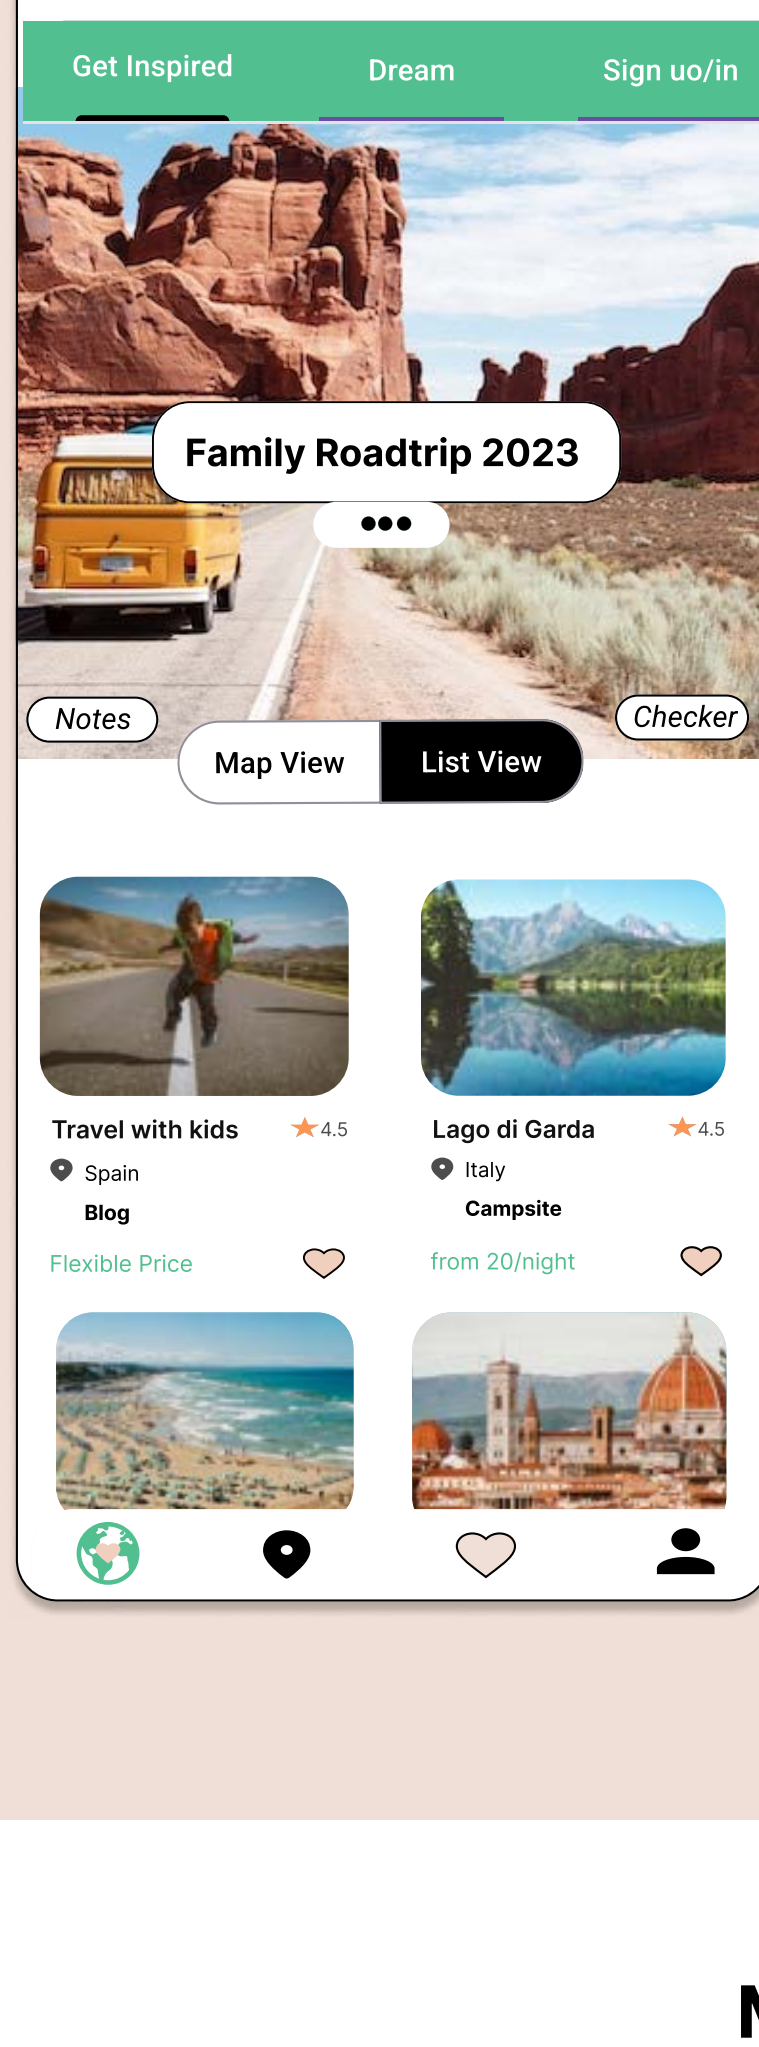 Get Inspired
Dream
Sign uo/in
Family Roadtrip 2023
•••
Notes
Checker
Map View
List View
Travel with kids
4.5
Spain
Blog
Flexible Price
Lago di Garda
4.5
Italy
Campsite
from 20/night